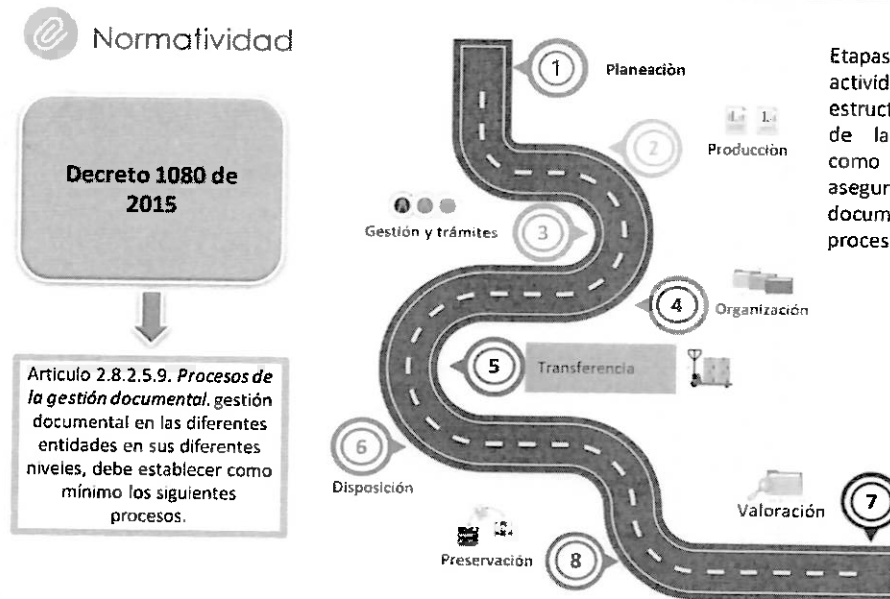 Normatividad
Decreto 1080 de
2015
Articulo 2.8.2.5.9. Procesos de
la gestión documental. gestión
documental en las diferentes
entidades en sus diferentes
niveles, debe establecer como
mínimo los siguientes
procesos.
1
Planeaciòn
2
Producciòn
Gestión y trámites
3
4
Organización
5
Transferencia
6
Disposición
Valoración
7
Preservación
8
Etapas
activid
estruct
de la
como
asegur
docum
proces